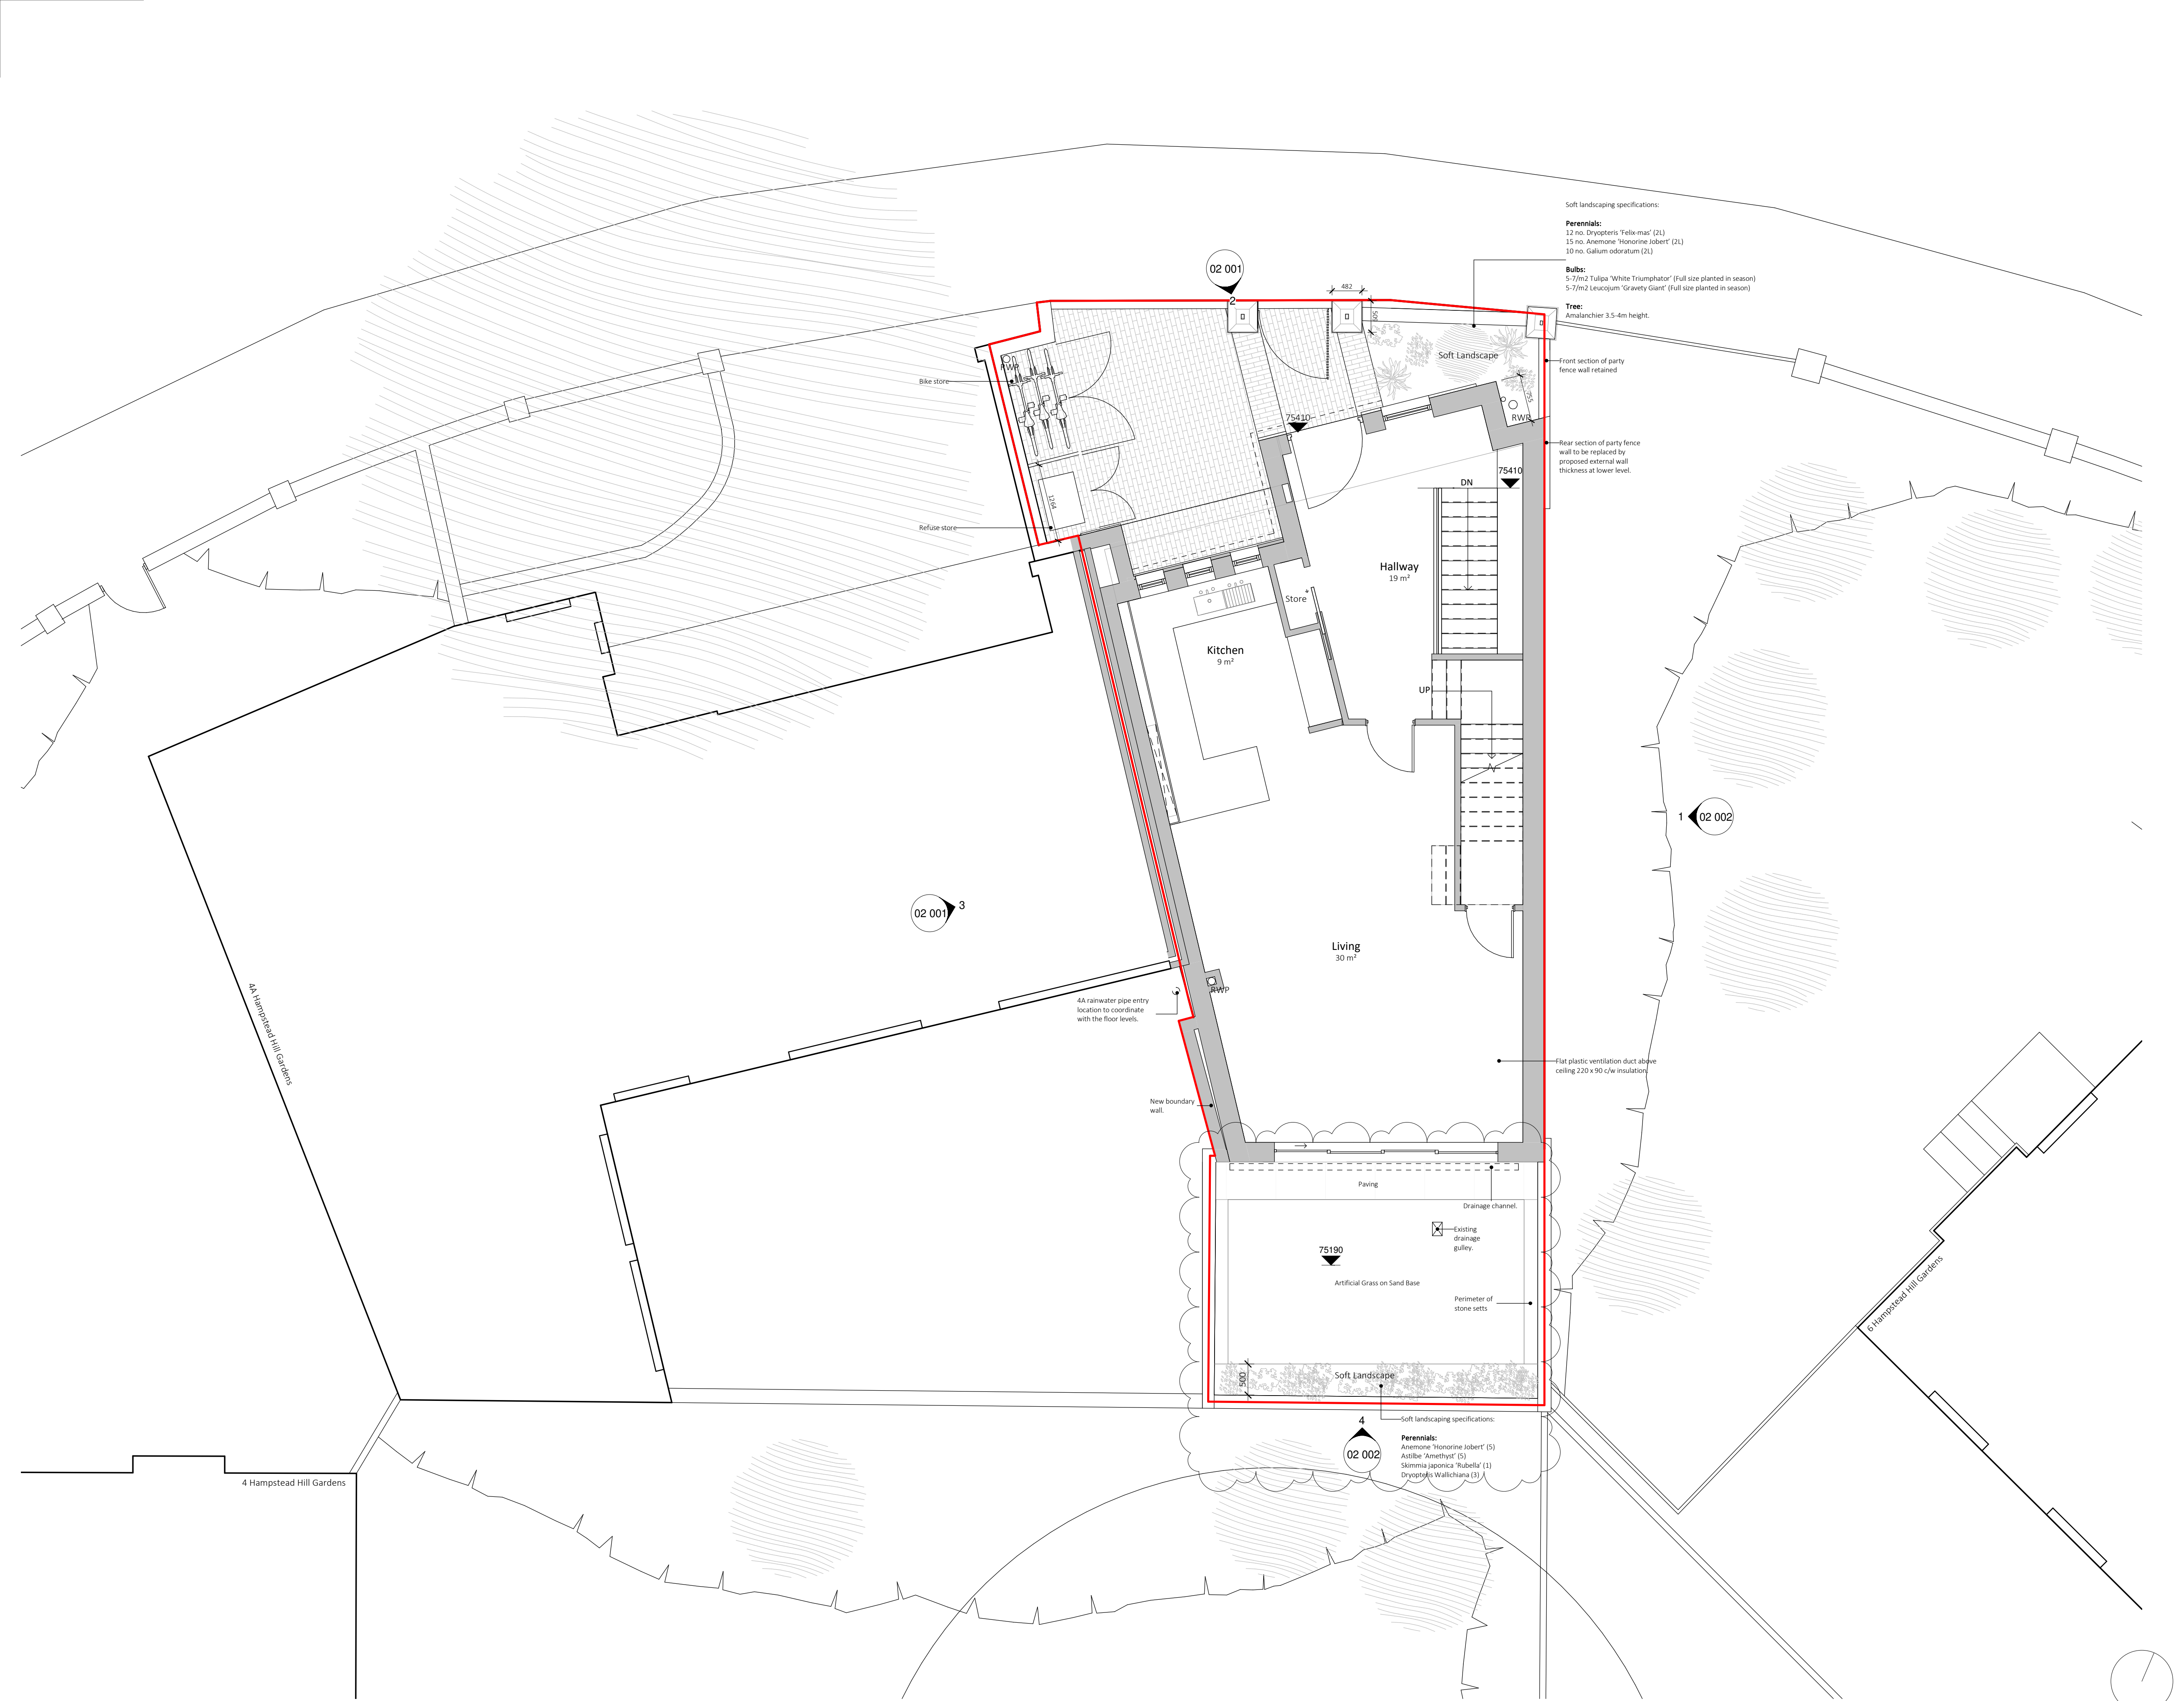 Soft landscaping specifications:
Perennials:
12 no. Dryopteris 'Felix-mas' (2L)
15 no. Anemone 'Honorine Jobert' (2L)
10 no. Galium odoratum (2L)
Bulbs:
5-7/m2 Tulipa 'White Triumphator' (Full size planted in season)
5-7/m2 Leucojum 'Gravety Giant' (Full size planted in season)
Tree:
Amalanchier 3.5-4m height.
02 001
2
482
505
Soft Landscape
Front section of party
fence wall retained
RWP
Bike store
755
RWP
75410
Rear section of party fence
wall to be replaced by
proposed external wall
thickness at lower level.
75410
DN
1264
Refuse store
Hallway
19 m²
Store
Kitchen
9 m²
UP
1
02 002
02 001
3
Living
30 m²
RWP
4A rainwater pipe entry
location to coordinate
with the floor levels.
4A Hampstead Hill Gardens
Flat plastic ventilation duct above
ceiling 220 x 90 c/w insulation.
New boundary
wall.
Paving
Drainage channel.
Existing
drainage
gulley.
75190
Artificial Grass on Sand Base
Perimeter of
stone setts
6 Hampstead Hill Gardens
500
Soft Landscape
4
02 002
Soft landscaping specifications:
Perennials:
Anemone 'Honorine Jobert' (5)
Astilbe 'Amethyst' (5)
Skimmia japonica 'Rubella' (1)
Dryopteris Wallichiana (3)
4 Hampstead Hill Gardens